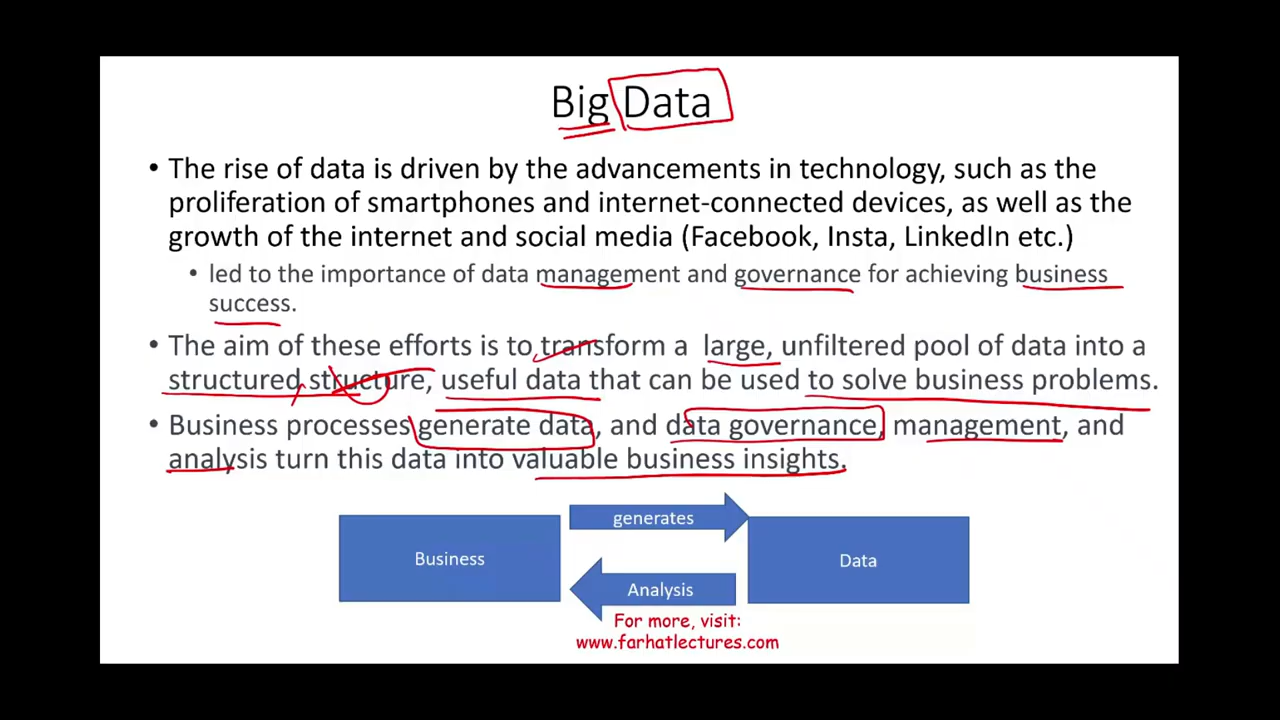 Big Data
• The rise of data is driven by the advancements in technology, such as the
proliferation of smartphones and internet-connected devices, as well as the
growth of the internet and social media (Facebook, Insta, LinkedIn etc.)
• led to the importance of data management and governance for achieving business
success.
• The aim of these efforts is to transform a large, unfiltered pool of data into a
structured structure, useful data that can be used to solve business problems.
• Business processes generate data, and data governance, management, and
analysis turn this data into valuable business insights.
generates
Business
Data
Analysis
For more, visit:
www.farhatlectures.com